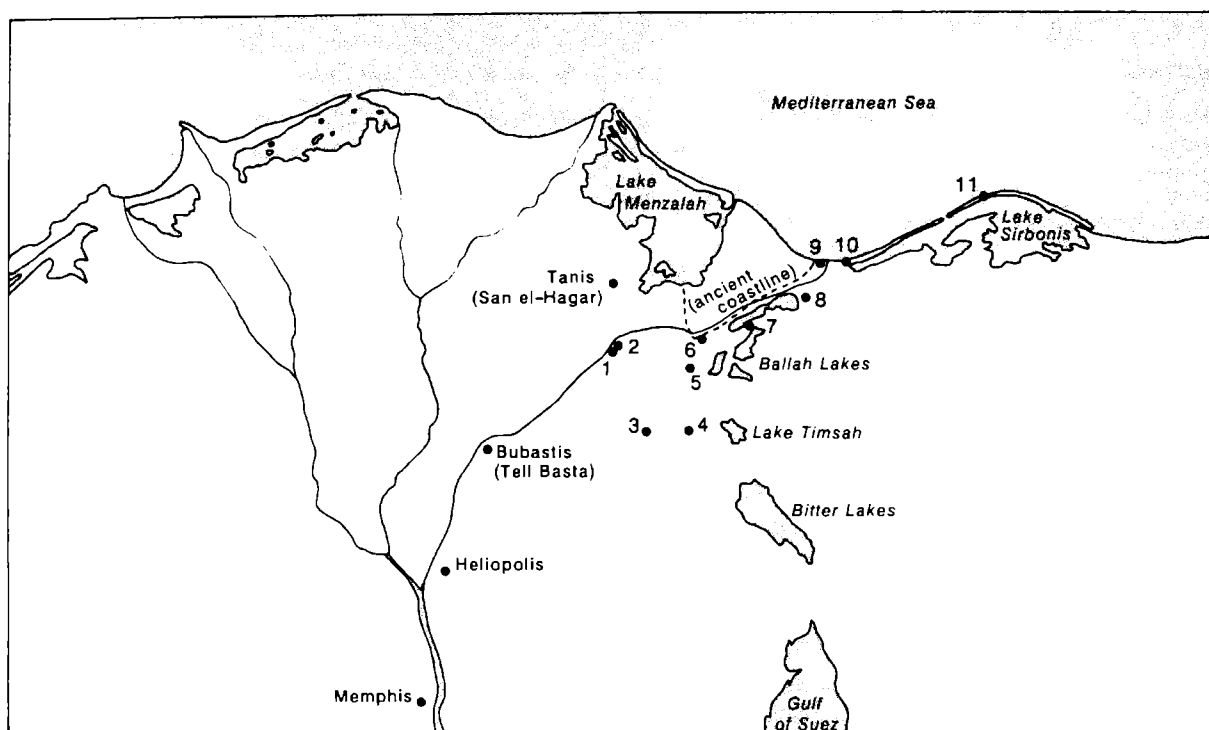 Mediterranean Sea
11
Lake
Menzalah
Lake
Sirbonis
9
10
Tanis
(San el-Hagar)
(ancient
coastline)
8
7
2
1
6
5
Ballah Lakes
3
4
Lake Timsah
Bubastis
(Tell Basta)
Bitter Lakes
Heliopolis
Memphis
Gulf
of Suez